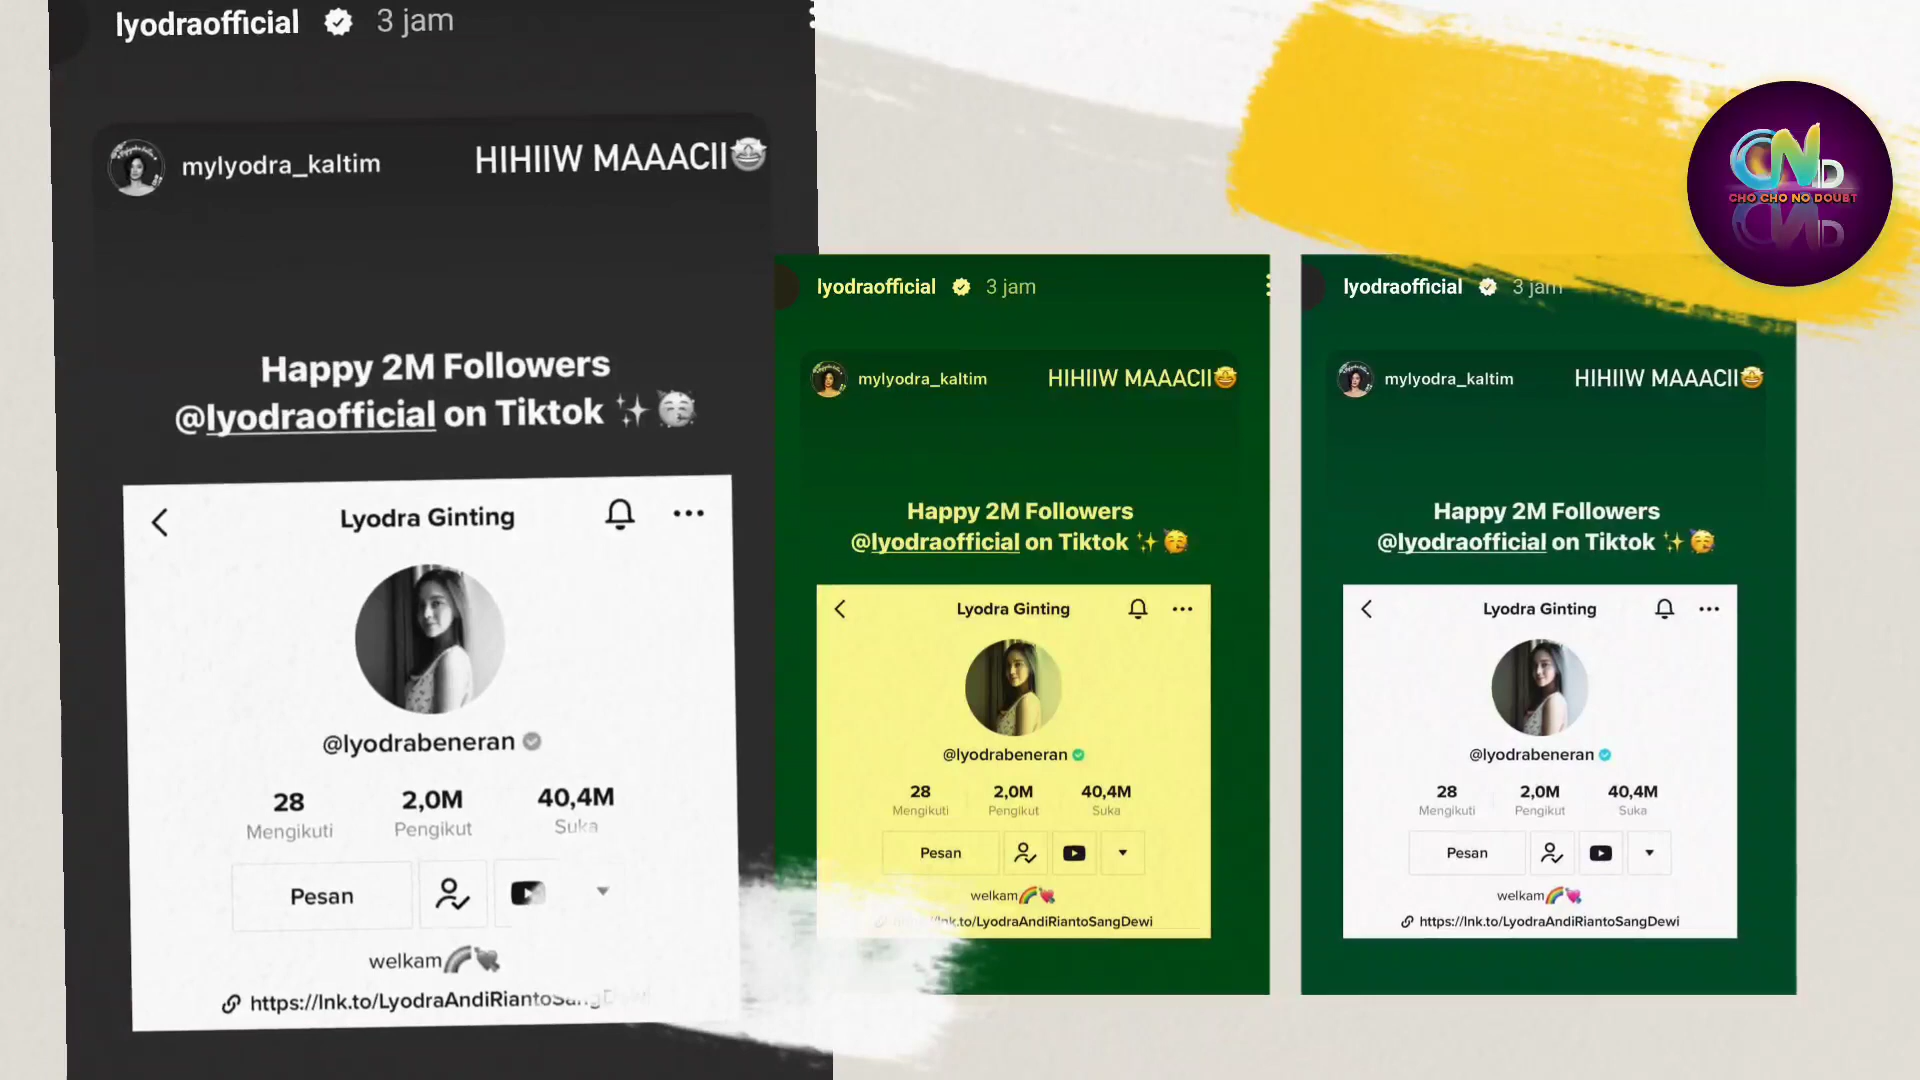 lyodraofficial 3 jam
mylyodra_kaltim HIHIIW MAAACII🤩
Happy 2M Followers
@lyodraofficial on Tiktok ✨🥳
Lyodra Ginting
@lyodrabeneran
28 2,0M 40,4M
Mengikuti Pengikut Suka
Pesan
welkam🌈💘
https://lnk.to/LyodraAndiRiantoSangDewi
lyodraofficial 3 jam
mylyodra_kaltim HIHIIW MAAACII🤩
Happy 2M Followers
@lyodraofficial on Tiktok ✨🥳
Lyodra Ginting
@lyodrabeneran
28 2,0M 40,4M
Mengikuti Pengikut Suka
Pesan
welkam🌈💘
https://lnk.to/LyodraAndiRiantoSangDewi
lyodraofficial 3 jam
mylyodra_kaltim HIHIIW MAAACII🤩
Happy 2M Followers
@lyodraofficial on Tiktok ✨🥳
Lyodra Ginting
@lyodrabeneran
28 2,0M 40,4M
Mengikuti Pengikut Suka
Pesan
welkam🌈💘
https://lnk.to/LyodraAndiRiantoSangDewi
CND
CHO CHO NO DOUBT